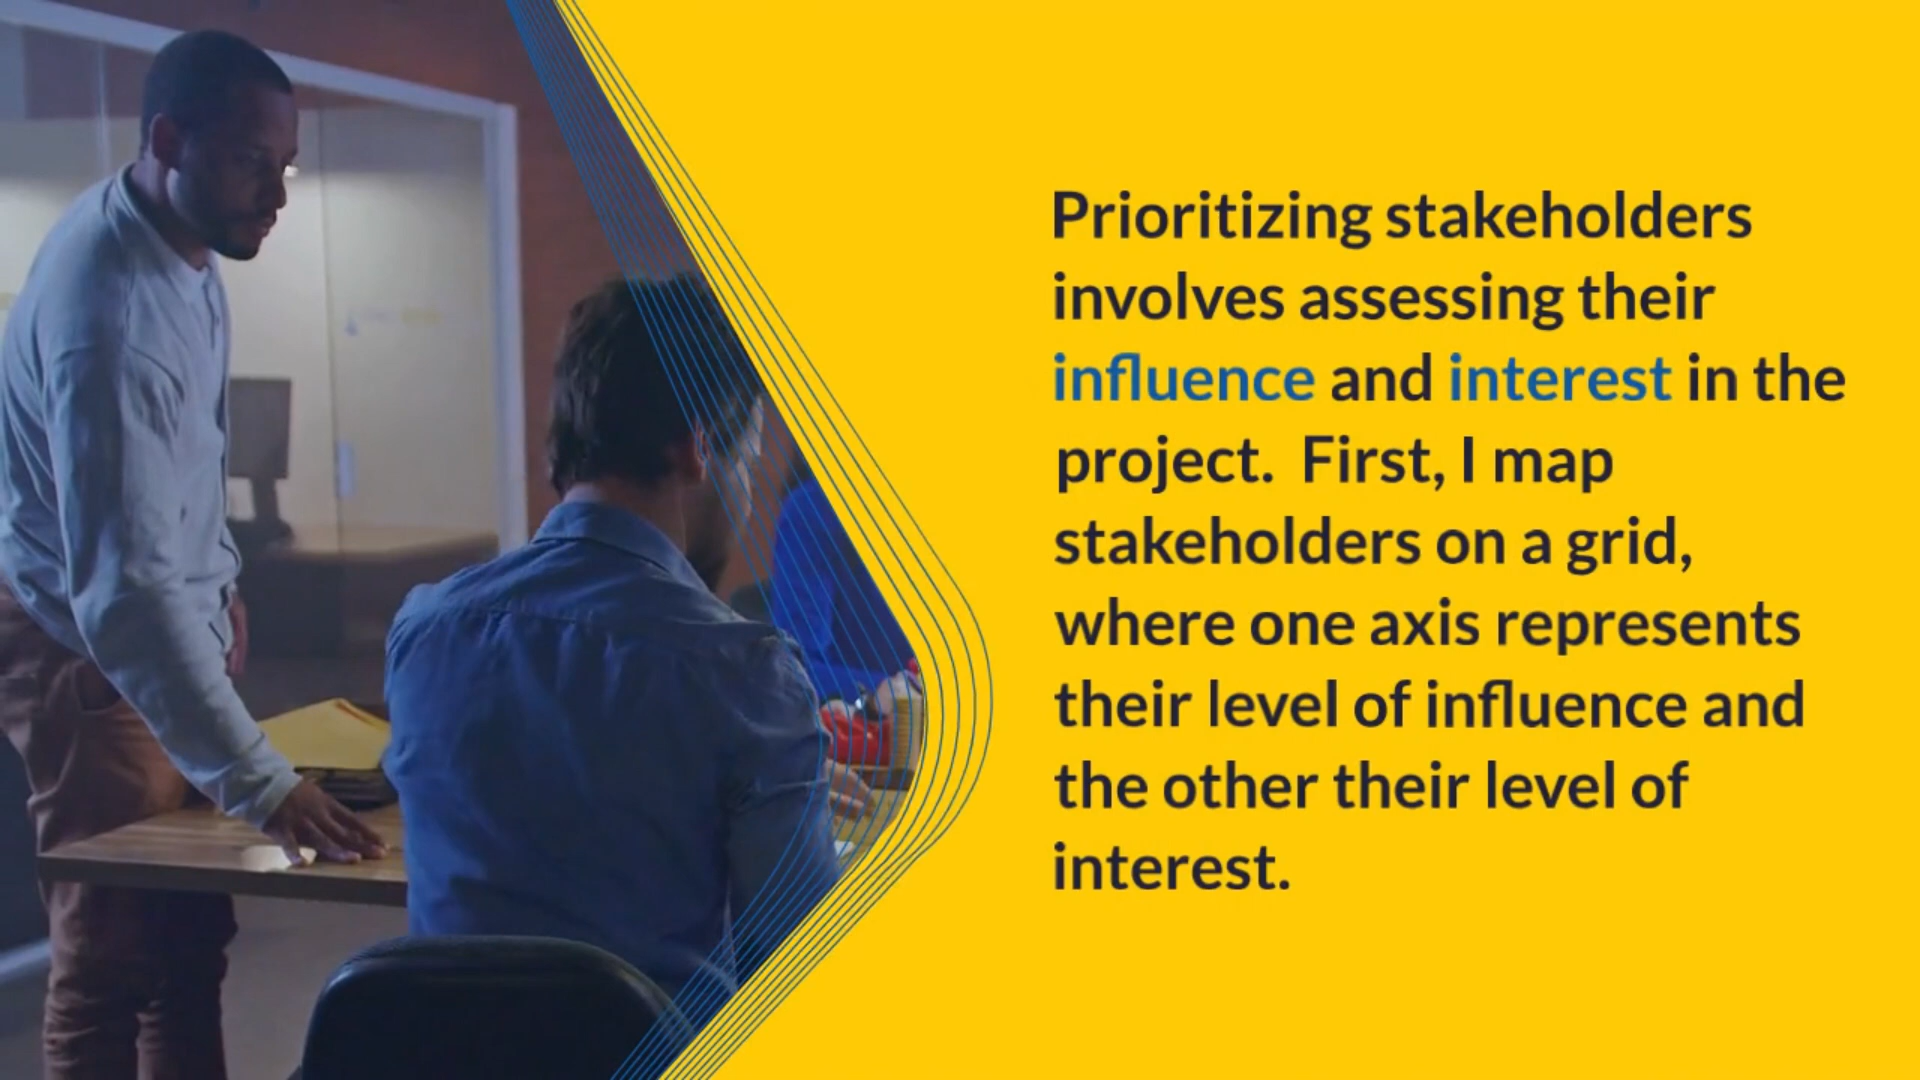 Prioritizing stakeholders
involves assessing their
influence and interest in the
project.  First, I map
stakeholders on a grid,
where one axis represents
their level of influence and
the other their level of
interest.